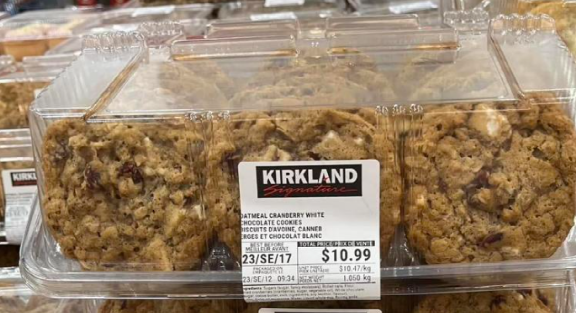 KIRKLAND
Signature
OATMEAL CRANBERRY WHITE
CHOCOLATE COOKIES
BISCUITS D'AVOINE, CANNEB
ERGES ET CHOCOLAT BLANC
BEST BEFORE
MEILLEUR AVANT
TOTAL PRICE/PRIX DE VENTE
23/SE/17
$10.99
$10.47/kg
23/SE/12 09:34
1.050 kg
KIRKLAND